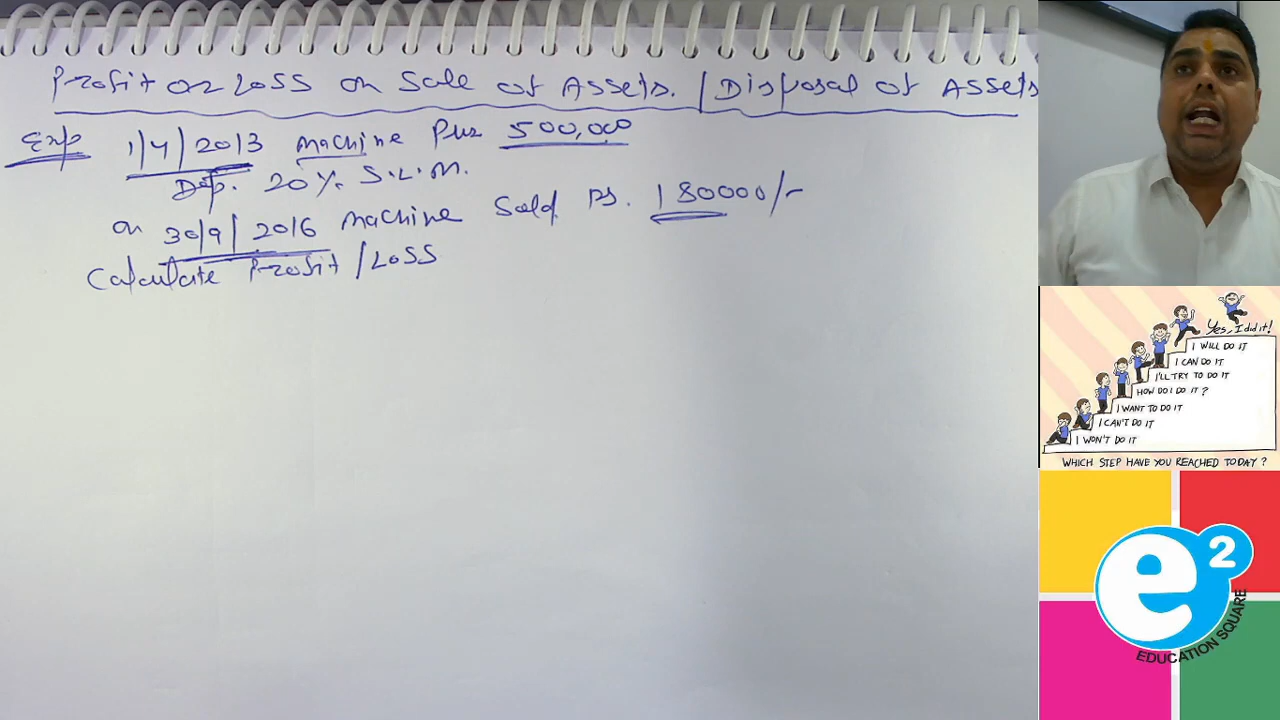 Profit or Loss on Sale of Assets. / Disposal of Assets
Exp 1/4/2013 machine Pur 500,000
Dep. 20% S.L.M.
on 30/9/2016 machine Sold Rs. 180000/-
Calculate Profit / Loss
Yes, I did it!
I WILL DO IT
I CAN DO IT
I'LL TRY TO DO IT
HOW DO I DO IT?
I WANT TO DO IT
I CAN'T DO IT
I WON'T DO IT
WHICH STEP HAVE YOU REACHED TODAY?
e2
EDUCATION SQUARE